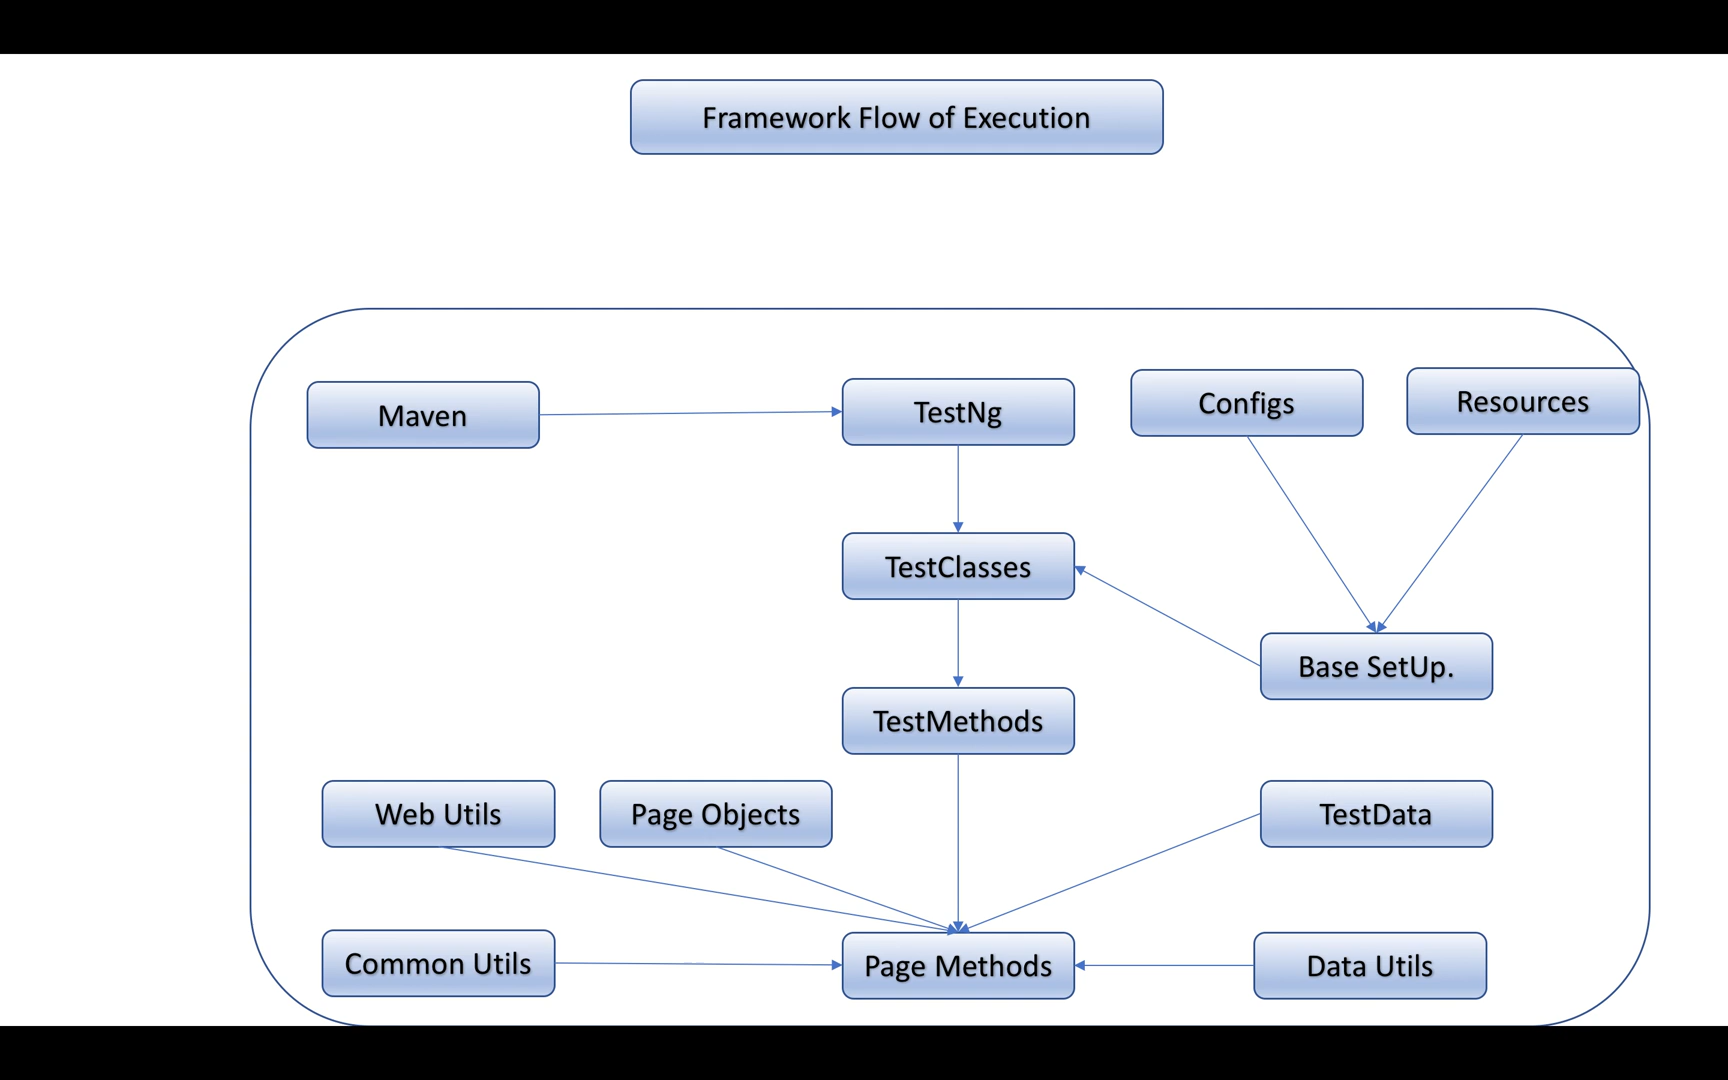 Framework Flow of Execution
Maven
TestNg
Configs
Resources
TestClasses
Base SetUp.
TestMethods
Web Utils
Page Objects
TestData
Common Utils
Page Methods
Data Utils